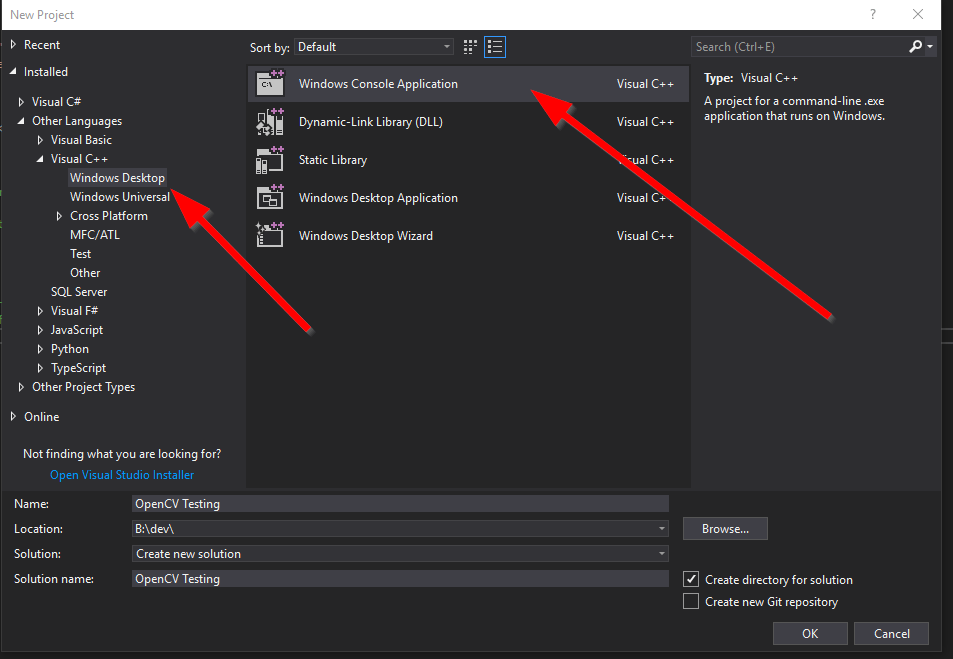 New Project
?
Recent
Installed
Visual C#
Other Languages
Visual Basic
Visual C++
Windows Desktop
Windows Universal
Cross Platform
MFC/ATL
Test
Other
SQL Server
Visual F#
JavaScript
Python
TypeScript
Other Project Types
Online
Not finding what you are looking for?
Open Visual Studio Installer
Sort by: Default
Windows Console Application Visual C++
Dynamic-Link Library (DLL) Visual C++
Static Library Visual C++
Windows Desktop Application Visual C++
Windows Desktop Wizard Visual C++
Search (Ctrl+E)
Type: Visual C++
A project for a command-line .exe
application that runs on Windows.
Name: OpenCV Testing
Location: B:\dev\
Browse...
Solution: Create new solution
Solution name: OpenCV Testing
Create directory for solution
Create new Git repository
OK Cancel